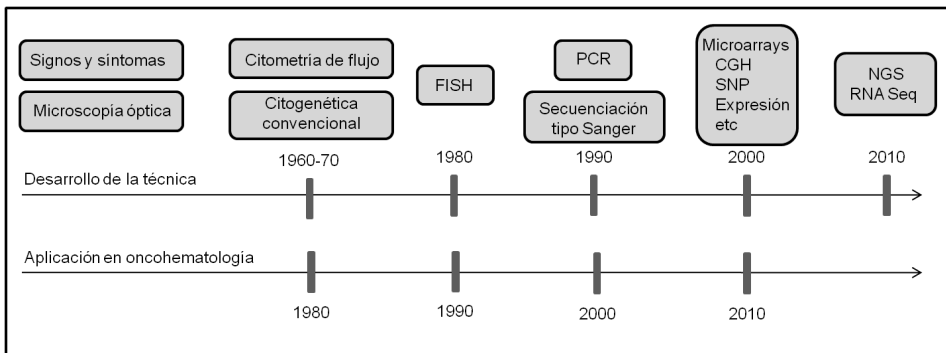 Signos y síntomas
Microscopía óptica
Citometria de flujo
Citogenética
convencional
FISH
PCR
Secuenciación
tipo Sanger
Microarrays
CGH
SNP
Expresión
etc
NGS
RNA Seq
1960-70
1980
1990
2000
2010
Desarrollo de la técnica
Aplicación en oncohematología
1980
1990
2000
2010